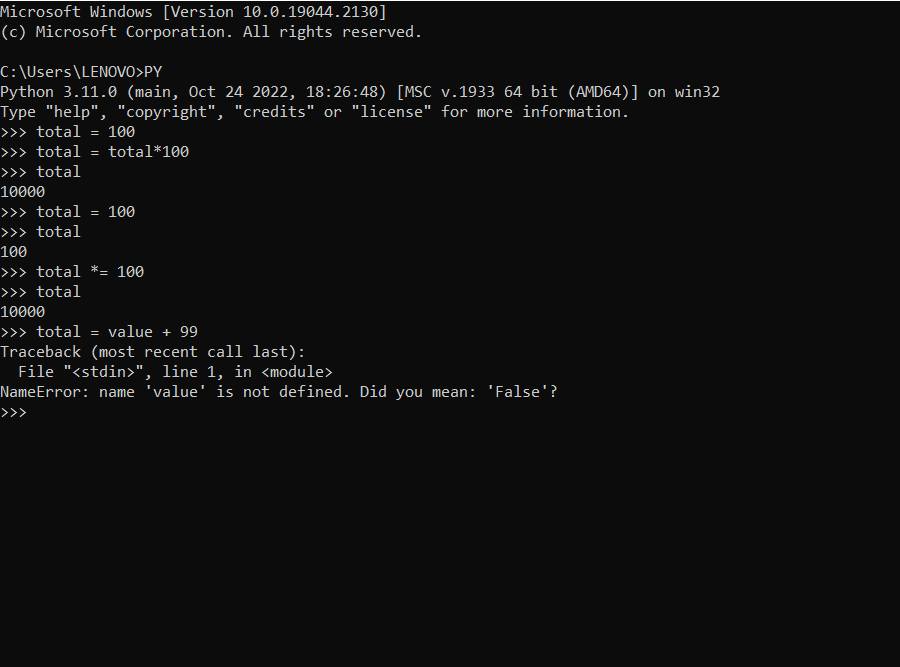 Microsoft Windows [Version 10.0.19044.2130]
(c) Microsoft Corporation. All rights reserved.
C:\Users\LENOVO>PY
Python 3.11.0 (main, Oct 24 2022, 18:26:48) [MSC v.1933 64 bit (AMD64)] on win32
Type "help", "copyright", "credits" or "license" for more information.
>>> total = 100
>>> total = total*100
>>> total
10000
>>> total = 100
>>> total
100
>>> total *= 100
>>> total
10000
>>> total = value + 99
Traceback (most recent call last):
  File "<stdin>", line 1, in <module>
NameError: name 'value' is not defined. Did you mean: 'False'?
>>>